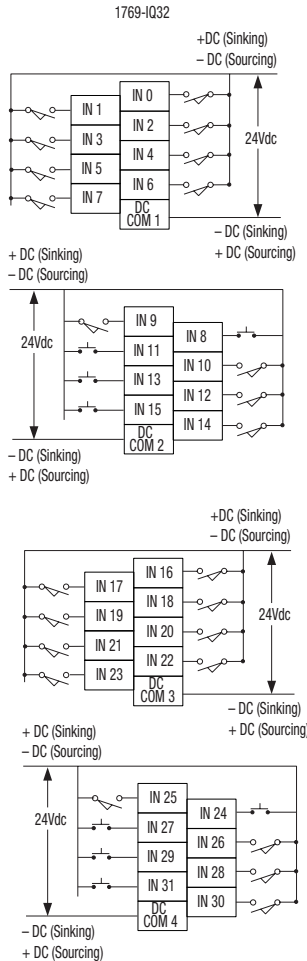 1769-IQ32
+DC (Sinking)
– DC (Sourcing)
IN 0
IN 1
IN 2
IN 3
IN 4
IN 5
IN 6
IN 7
DC
COM 1
24Vdc
– DC (Sinking)
+ DC (Sourcing)
+ DC (Sinking)
– DC (Sourcing)
24Vdc
IN 9
IN 8
IN 11
IN 10
IN 13
IN 12
IN 15
IN 14
DC
COM 2
– DC (Sinking)
+ DC (Sourcing)
+DC (Sinking)
– DC (Sourcing)
IN 16
IN 17
IN 18
IN 19
IN 20
IN 21
IN 22
IN 23
DC
COM 3
24Vdc
– DC (Sinking)
+ DC (Sourcing)
+ DC (Sinking)
– DC (Sourcing)
24Vdc
IN 25
IN 24
IN 27
IN 26
IN 29
IN 28
IN 31
IN 30
DC
COM 4
– DC (Sinking)
+ DC (Sourcing)